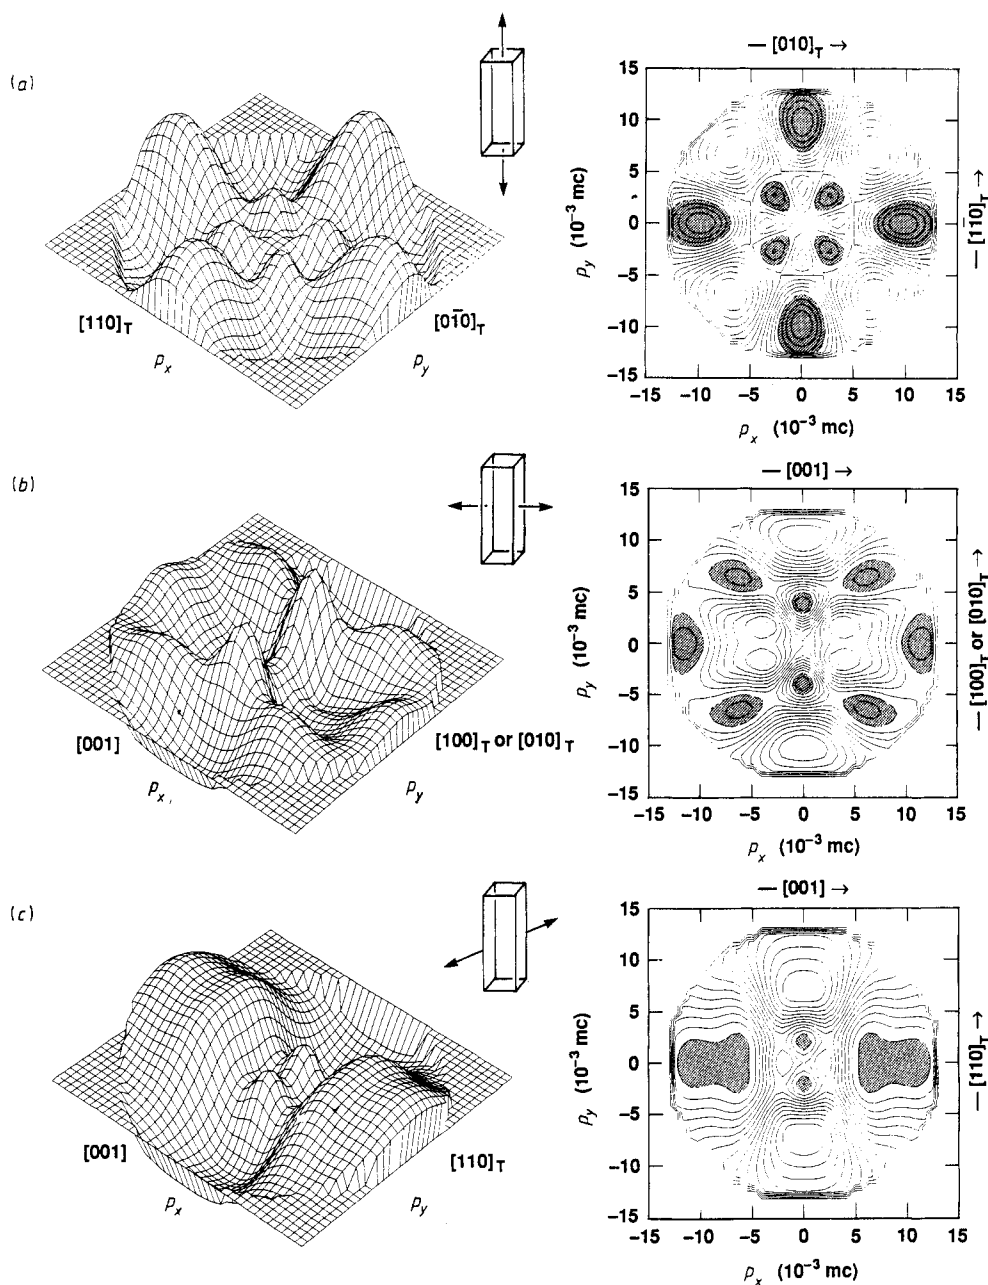 (a)
[110]T
px
[01̄0]T
py
— [010]T →
15
10
5
0
−5
−10
−15
py (10⁻³ mc)
— [11̄0]T →
−15 −10 −5 0 5 10 15
px (10⁻³ mc)
(b)
[001]
px
[100]T or [010]T
py
— [001] →
15
10
5
0
−5
−10
−15
py (10⁻³ mc)
— [100]T or [010]T →
−15 −10 −5 0 5 10 15
px (10⁻³ mc)
(c)
[001]
px
[110]T
py
— [001] →
15
10
5
0
−5
−10
−15
py (10⁻³ mc)
— [110]T →
−15 −10 −5 0 5 10 15
px (10⁻³ mc)